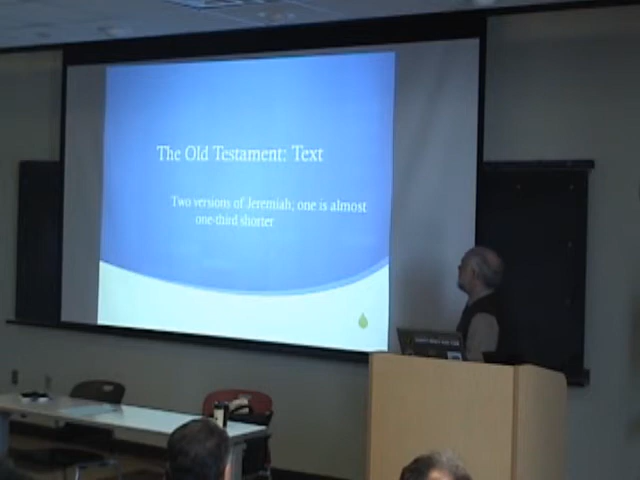 The Old Testament: Text
Two versions of Jeremiah; one is almost
one-third shorter